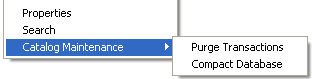 Properties
Search
Catalog Maintenance
Purge Transactions
Compact Database